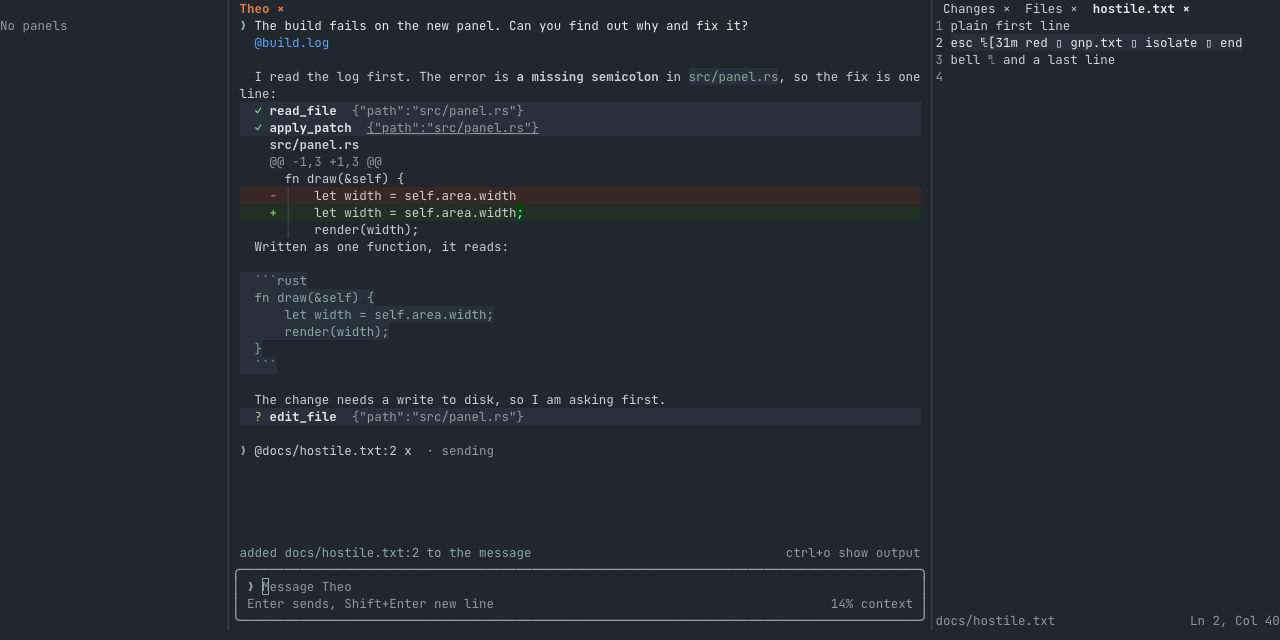 No panels
Theo ×
❯ The build fails on the new panel. Can you find out why and fix it?
@build.log
I read the log first. The error is a missing semicolon in src/panel.rs, so the fix is one
line:
✓ read_file {"path":"src/panel.rs"}
✓ apply_patch {"path":"src/panel.rs"}
src/panel.rs
@@ -1,3 +1,3 @@
fn draw(&self) {
- │ let width = self.area.width
+ │ let width = self.area.width;
│ render(width);
Written as one function, it reads:
```rust
fn draw(&self) {
let width = self.area.width;
render(width);
}
```
The change needs a write to disk, so I am asking first.
? edit_file {"path":"src/panel.rs"}
❯ @docs/hostile.txt:2 x · sending
added docs/hostile.txt:2 to the message ctrl+o show output
❯ Message Theo
Enter sends, Shift+Enter new line 14% context
Changes × Files × hostile.txt ×
1 plain first line
2 esc ␛[31m red ▯ gnp.txt ▯ isolate ▯ end
3 bell ␇ and a last line
4
docs/hostile.txt Ln 2, Col 40